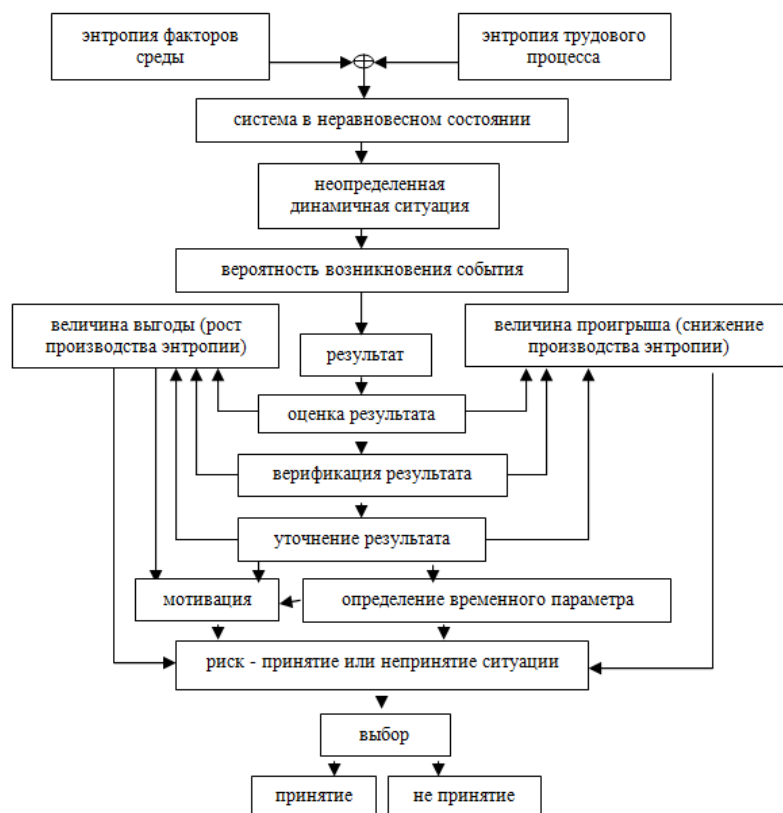 энтропия факторов
среды
энтропия трудового
процесса
система в неравновесном состоянии
неопределенная
динамичная ситуация
вероятность возникновения события
величина выгоды (рост
производства энтропии)
результат
величина проигрыша (снижение
производства энтропии)
оценка результата
верификация результата
уточнение результата
мотивация
определение временного параметра
риск - принятие или непринятие ситуации
выбор
принятие
не принятие